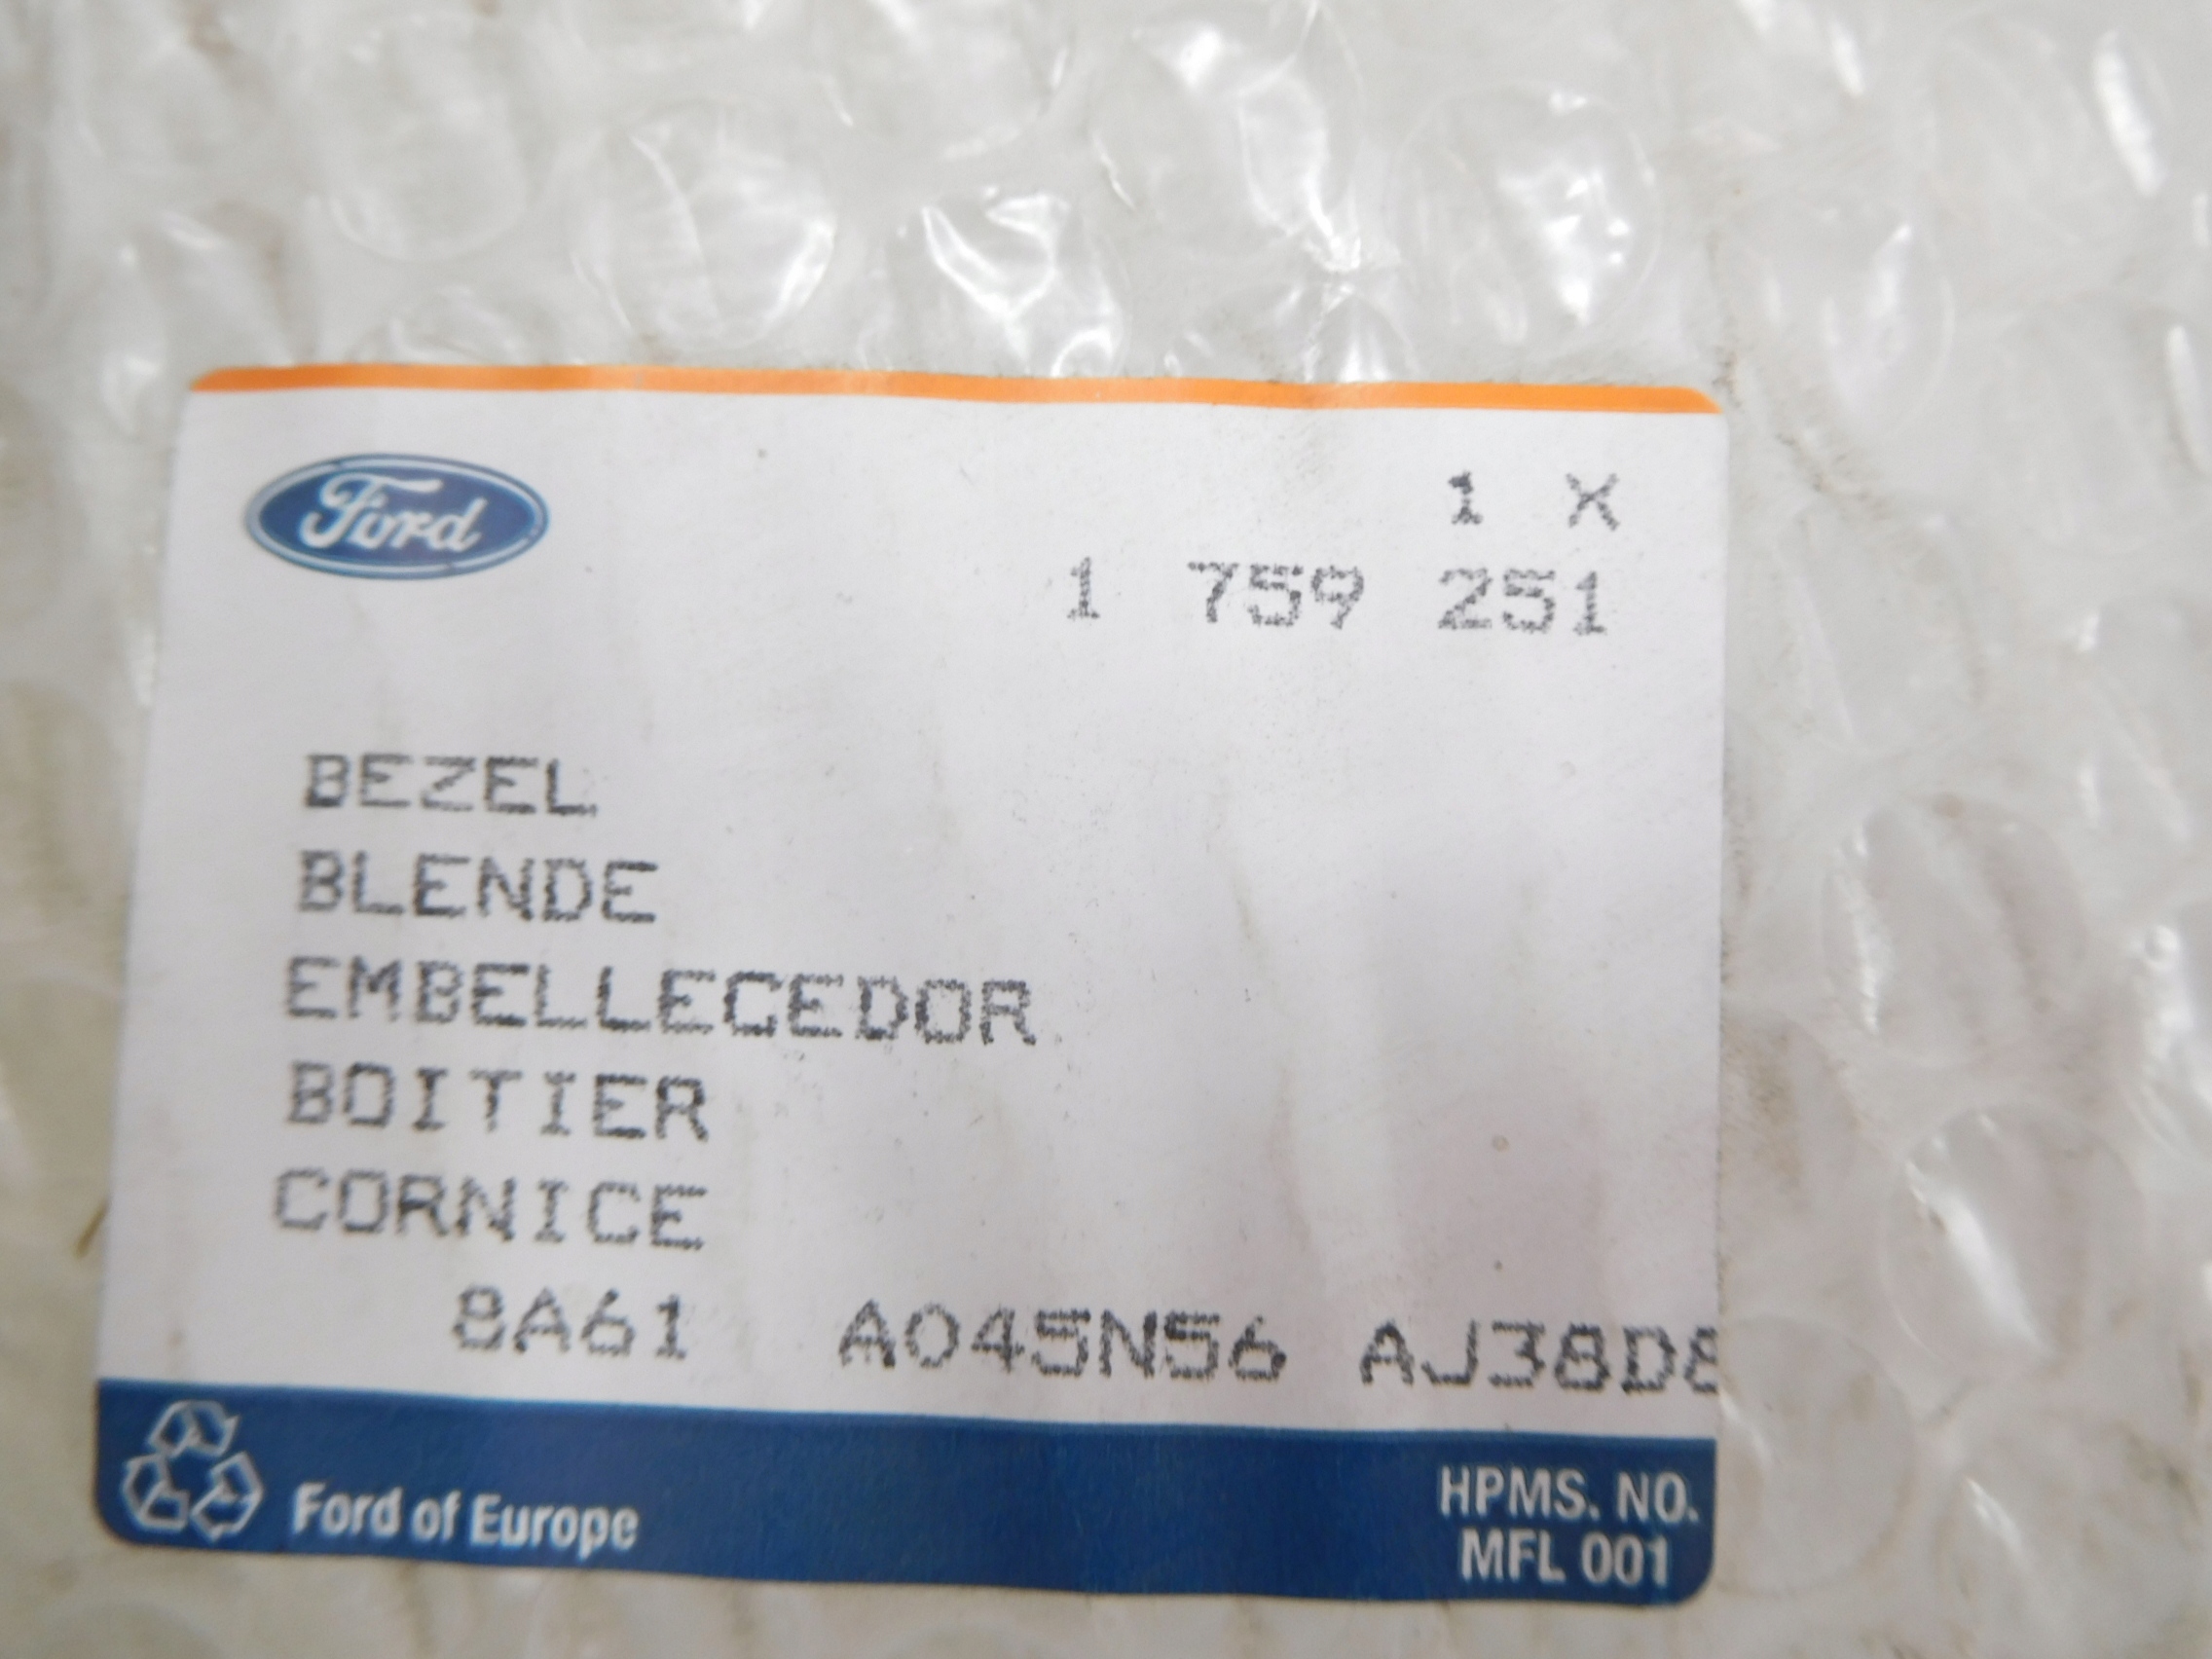 Ford
1 X
1 759 251
BEZEL
BLENDE
EMBELLECEDOR
BOITIER
CORNICE
8A61 A045N56 AJ38D8
Ford of Europe
HPMS. NO.
MFL 001